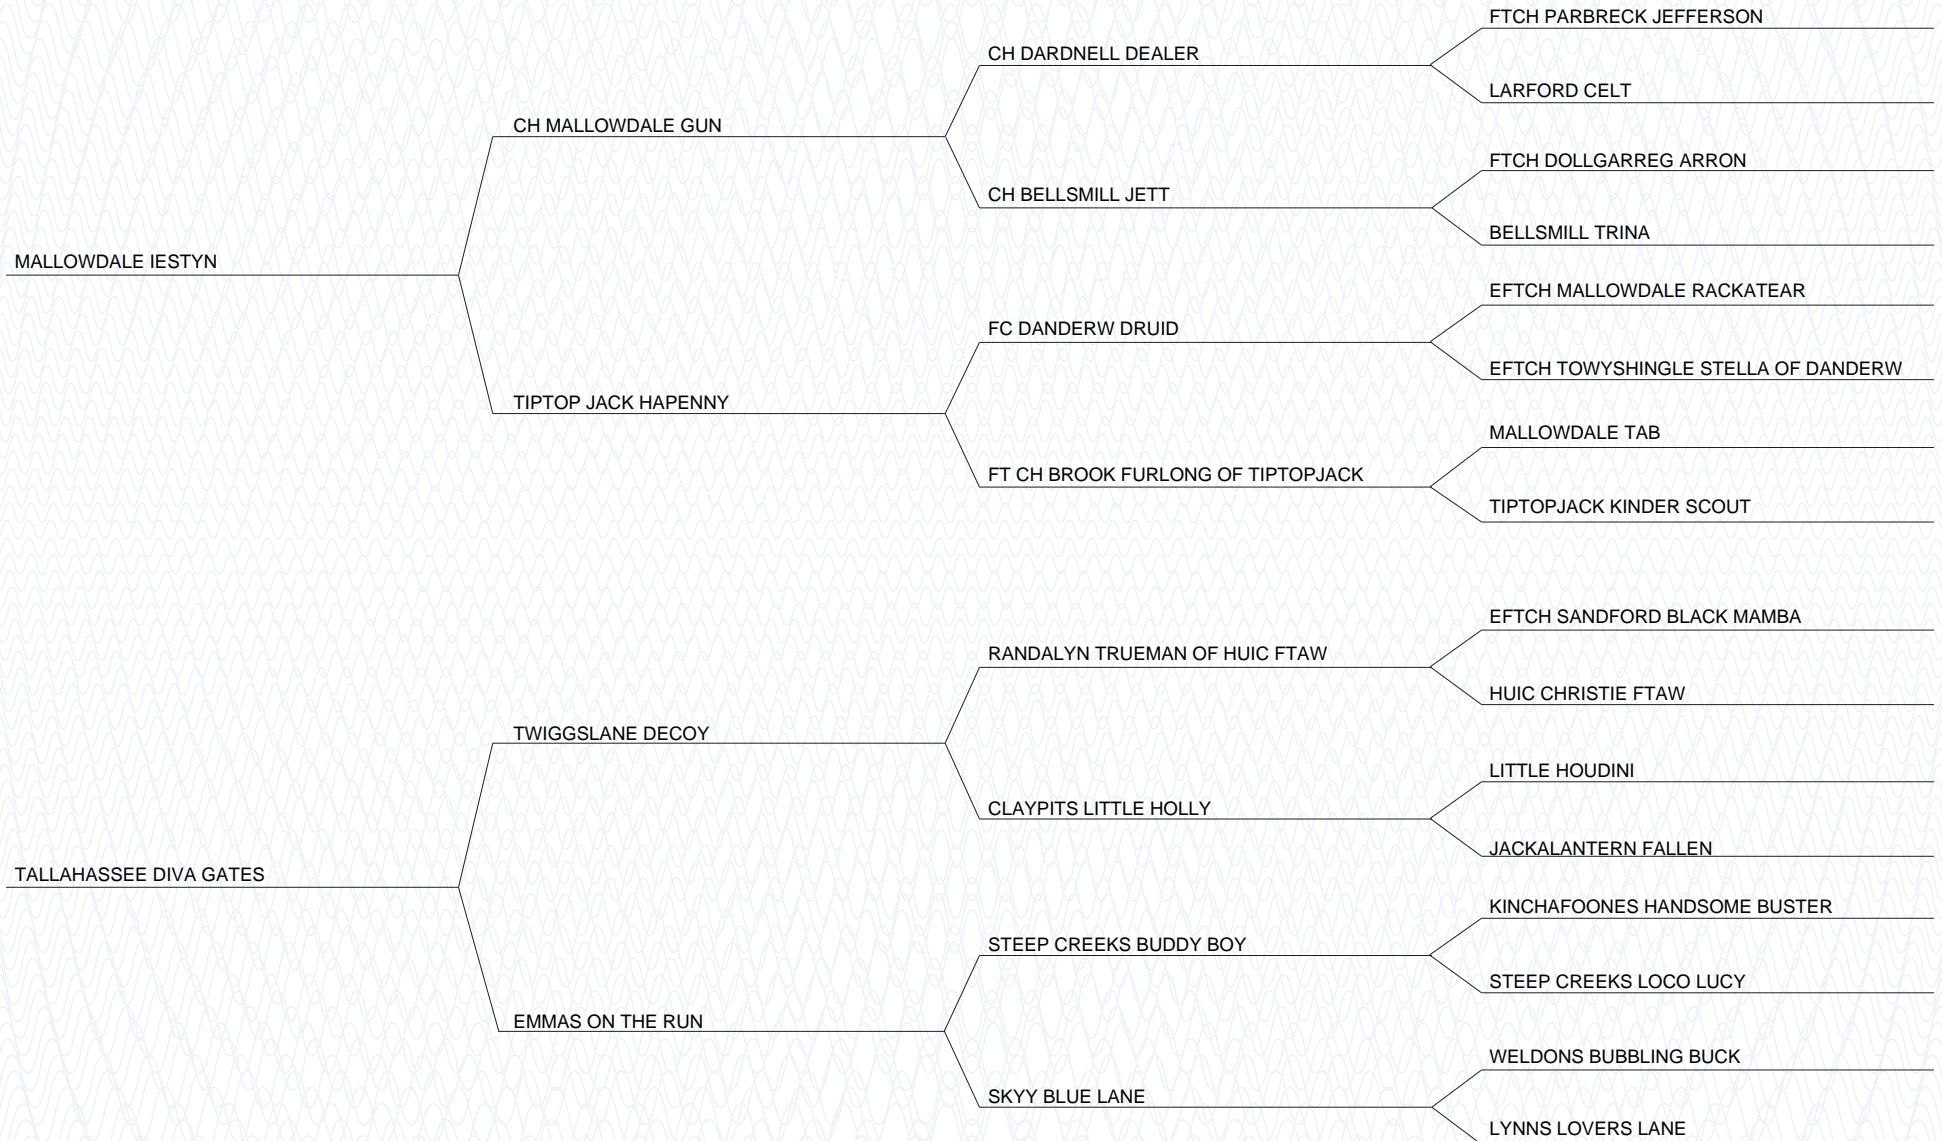 FTCH PARBRECK JEFFERSON
CH DARDNELL DEALER
LARFORD CELT
CH MALLOWDALE GUN
FTCH DOLLGARREG ARRON
CH BELLSMILL JETT
BELLSMILL TRINA
MALLOWDALE IESTYN
EFTCH MALLOWDALE RACKATEAR
FC DANDERW DRUID
EFTCH TOWYSHINGLE STELLA OF DANDERW
TIPTOP JACK HAPENNY
MALLOWDALE TAB
FT CH BROOK FURLONG OF TIPTOPJACK
TIPTOPJACK KINDER SCOUT
EFTCH SANDFORD BLACK MAMBA
RANDALYN TRUEMAN OF HUIC FTAW
HUIC CHRISTIE FTAW
TWIGGSLANE DECOY
LITTLE HOUDINI
CLAYPITS LITTLE HOLLY
JACKALANTERN FALLEN
TALLAHASSEE DIVA GATES
KINCHAFOONES HANDSOME BUSTER
STEEP CREEKS BUDDY BOY
STEEP CREEKS LOCO LUCY
EMMAS ON THE RUN
WELDONS BUBBLING BUCK
SKYY BLUE LANE
LYNNS LOVERS LANE